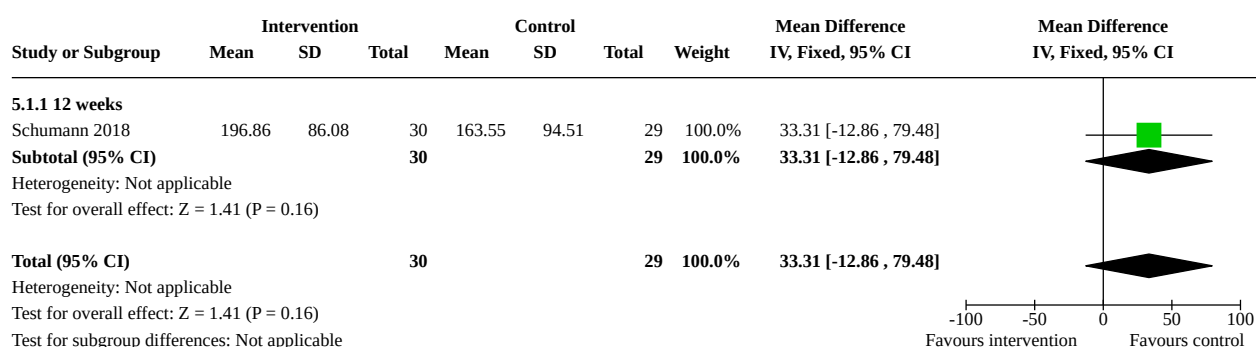 Intervention Control Mean Difference Mean Difference
Study or Subgroup Mean SD Total Mean SD Total Weight IV, Fixed, 95% CI IV, Fixed, 95% CI
5.1.1 12 weeks
Schumann 2018 196.86 86.08 30 163.55 94.51 29 100.0% 33.31 [-12.86 , 79.48]
Subtotal (95% CI) 30 29 100.0% 33.31 [-12.86 , 79.48]
Heterogeneity: Not applicable
Test for overall effect: Z = 1.41 (P = 0.16)
Total (95% CI) 30 29 100.0% 33.31 [-12.86 , 79.48]
Heterogeneity: Not applicable
Test for overall effect: Z = 1.41 (P = 0.16)
-100 -50 0 50 100
Test for subgroup differences: Not applicable
Favours intervention Favours control